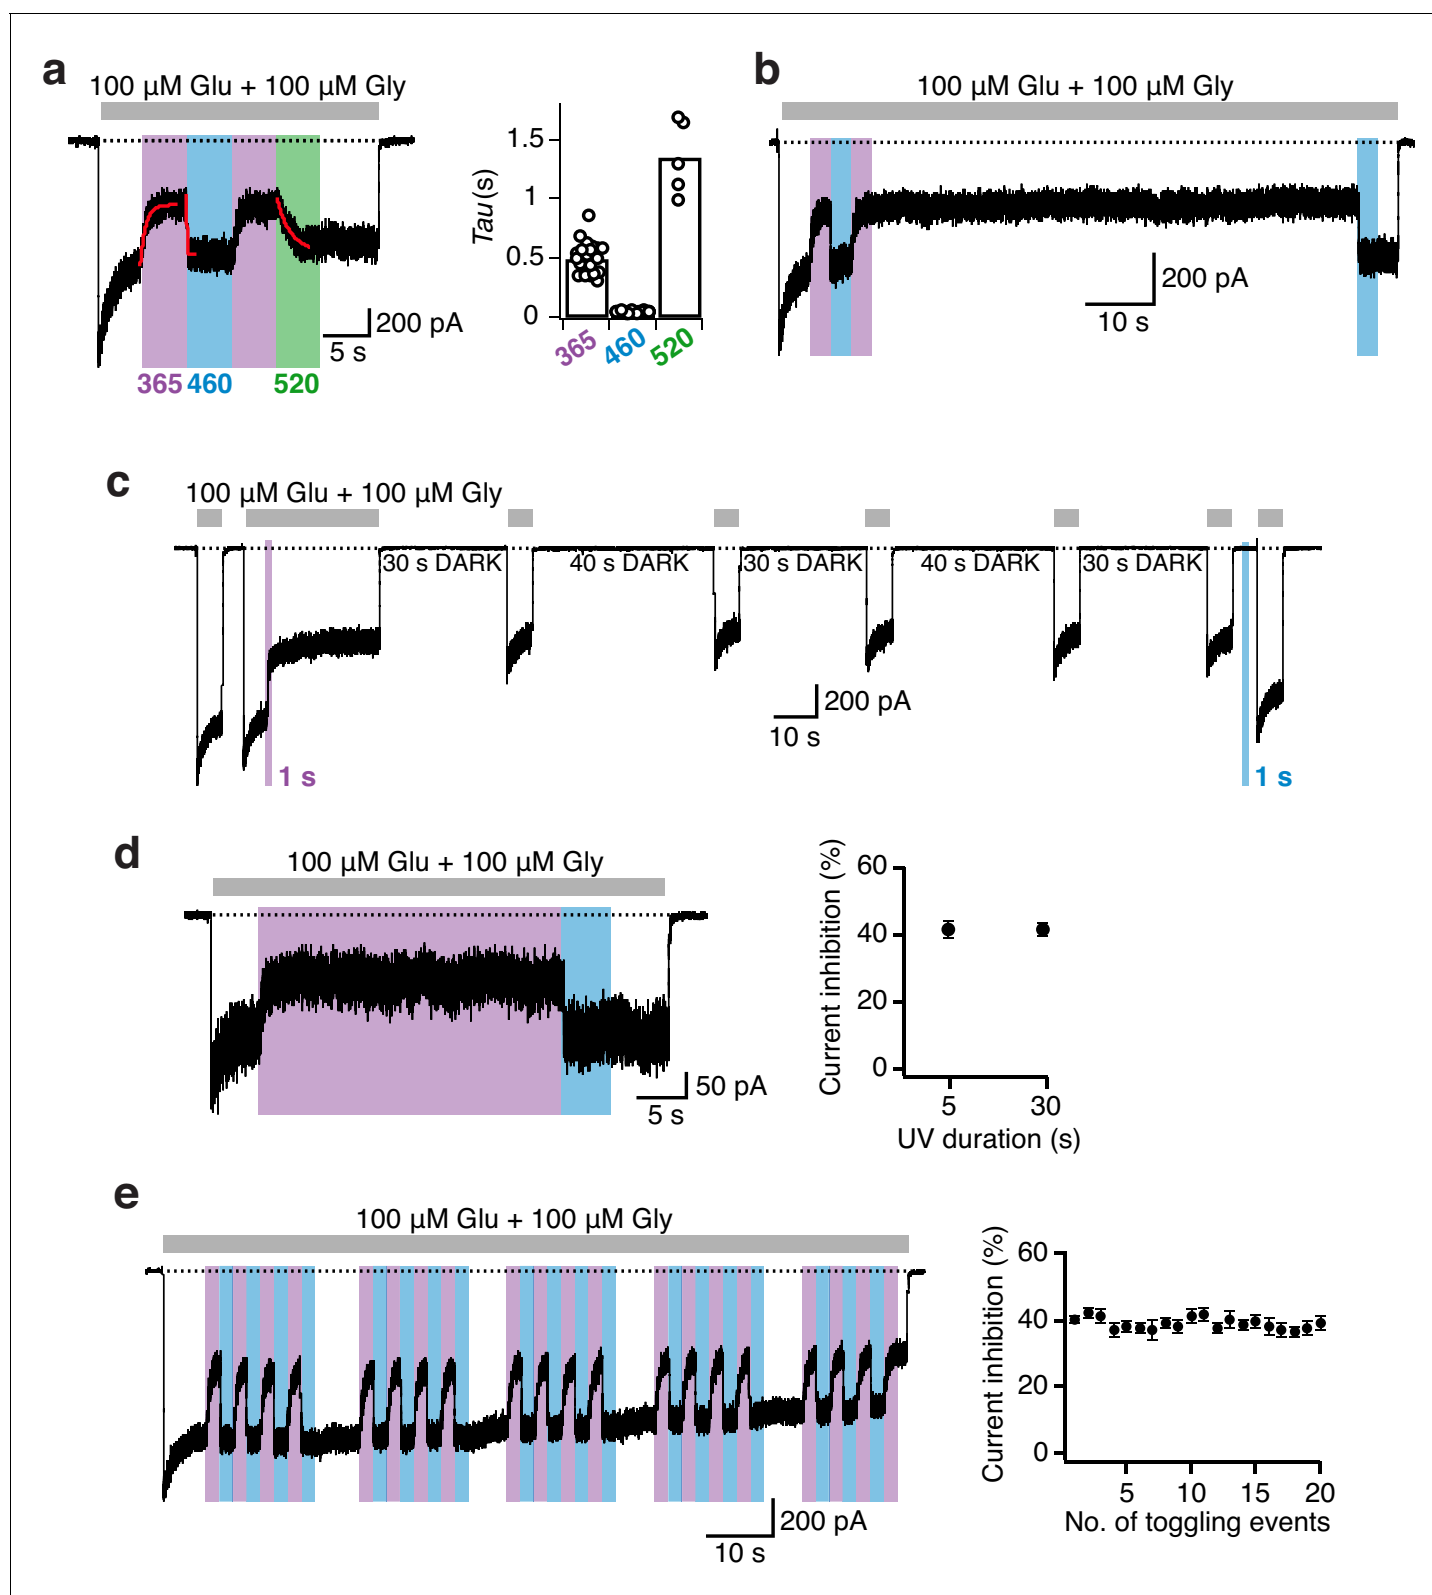 a
100 µM Glu + 100 µM Gly
200 pA
5 s
365 460 520
Tau (s)
1.5
1
0.5
0
365 460 520
b
100 µM Glu + 100 µM Gly
200 pA
10 s
c
100 µM Glu + 100 µM Gly
30 s DARK 40 s DARK 30 s DARK 40 s DARK 30 s DARK
200 pA
10 s
1 s
1 s
d
100 µM Glu + 100 µM Gly
50 pA
5 s
Current inhibition (%)
60
40
20
0
5 30
UV duration (s)
e
100 µM Glu + 100 µM Gly
200 pA
10 s
Current inhibition (%)
60
40
20
0
5 10 15 20
No. of toggling events